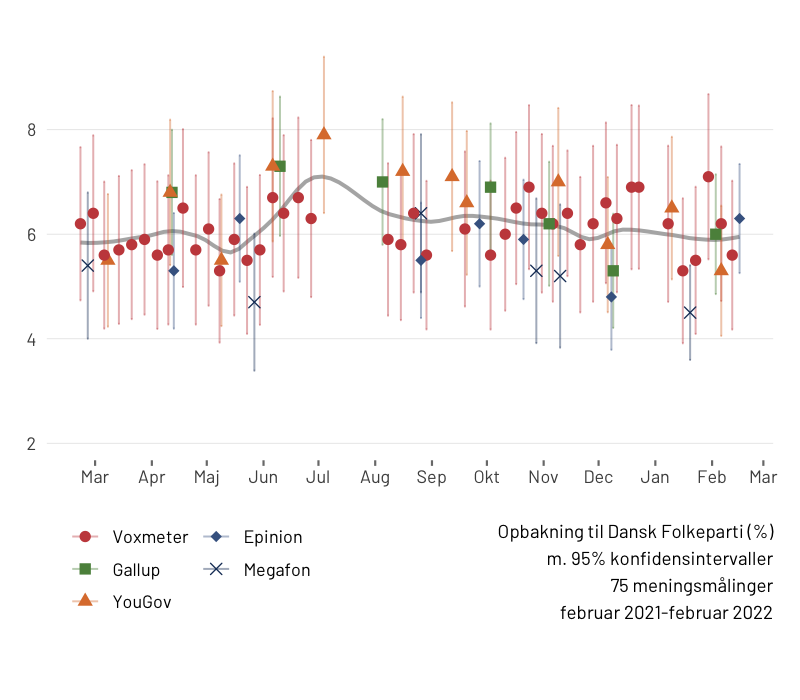 8
6
4
2
Mar Apr Maj Jun Jul Aug Sep Okt Nov Dec Jan Feb Mar
Voxmeter Epinion
Gallup Megafon
YouGov
Opbakning til Dansk Folkeparti (%)
m. 95% konfidensintervaller
75 meningsmålinger
februar 2021-februar 2022